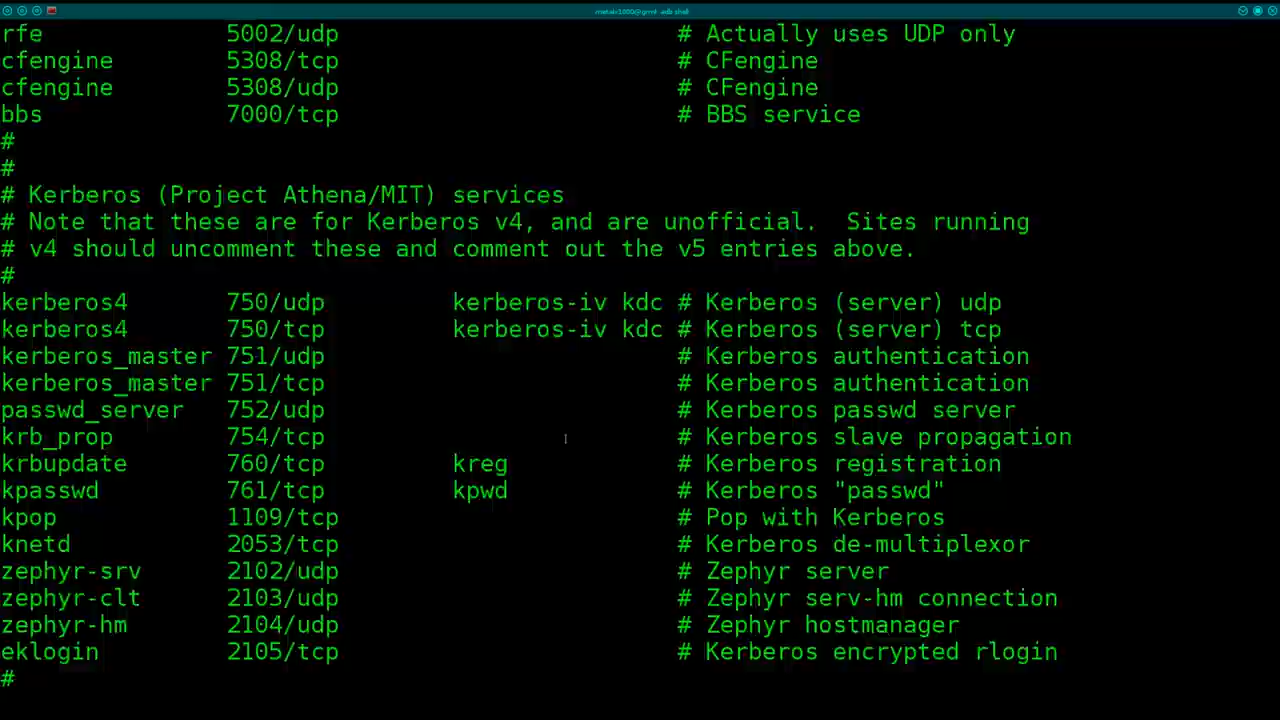 rfe 5002/udp # Actually uses UDP only
cfengine 5308/tcp # CFengine
cfengine 5308/udp # CFengine
bbs 7000/tcp # BBS service
#
#
# Kerberos (Project Athena/MIT) services
# Note that these are for Kerberos v4, and are unofficial. Sites running
# v4 should uncomment these and comment out the v5 entries above.
#
kerberos4 750/udp kerberos-iv kdc # Kerberos (server) udp
kerberos4 750/tcp kerberos-iv kdc # Kerberos (server) tcp
kerberos_master 751/udp # Kerberos authentication
kerberos_master 751/tcp # Kerberos authentication
passwd_server 752/udp # Kerberos passwd server
krb_prop 754/tcp # Kerberos slave propagation
krbupdate 760/tcp kreg # Kerberos registration
kpasswd 761/tcp kpwd # Kerberos "passwd"
kpop 1109/tcp # Pop with Kerberos
knetd 2053/tcp # Kerberos de-multiplexor
zephyr-srv 2102/udp # Zephyr server
zephyr-clt 2103/udp # Zephyr serv-hm connection
zephyr-hm 2104/udp # Zephyr hostmanager
eklogin 2105/tcp # Kerberos encrypted rlogin
#